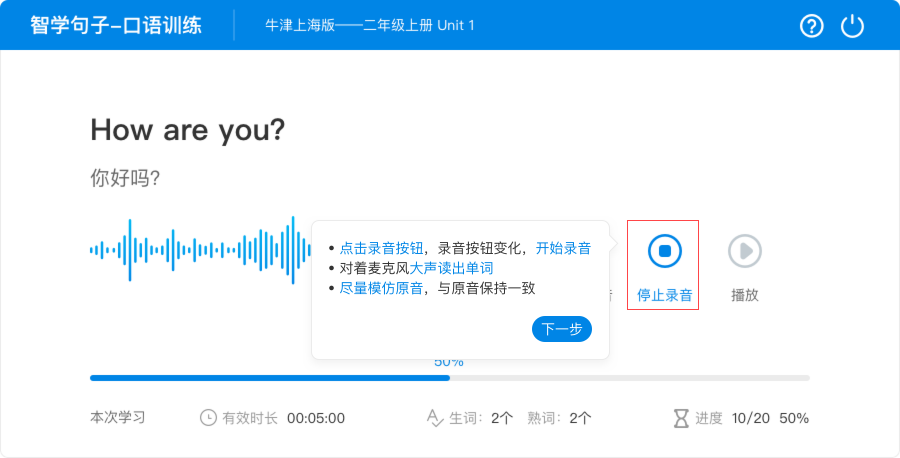 智学句子-口语训练
牛津上海版——二年级上册 Unit 1
How are you?
你好吗?
点击录音按钮，录音按钮变化，开始录音
对着麦克风大声读出单词
尽量模仿原音，与原音保持一致
下一步
停止录音
播放
50%
本次学习
有效时长 00:05:00
生词： 2个 熟词： 2个
进度 10/20 50%